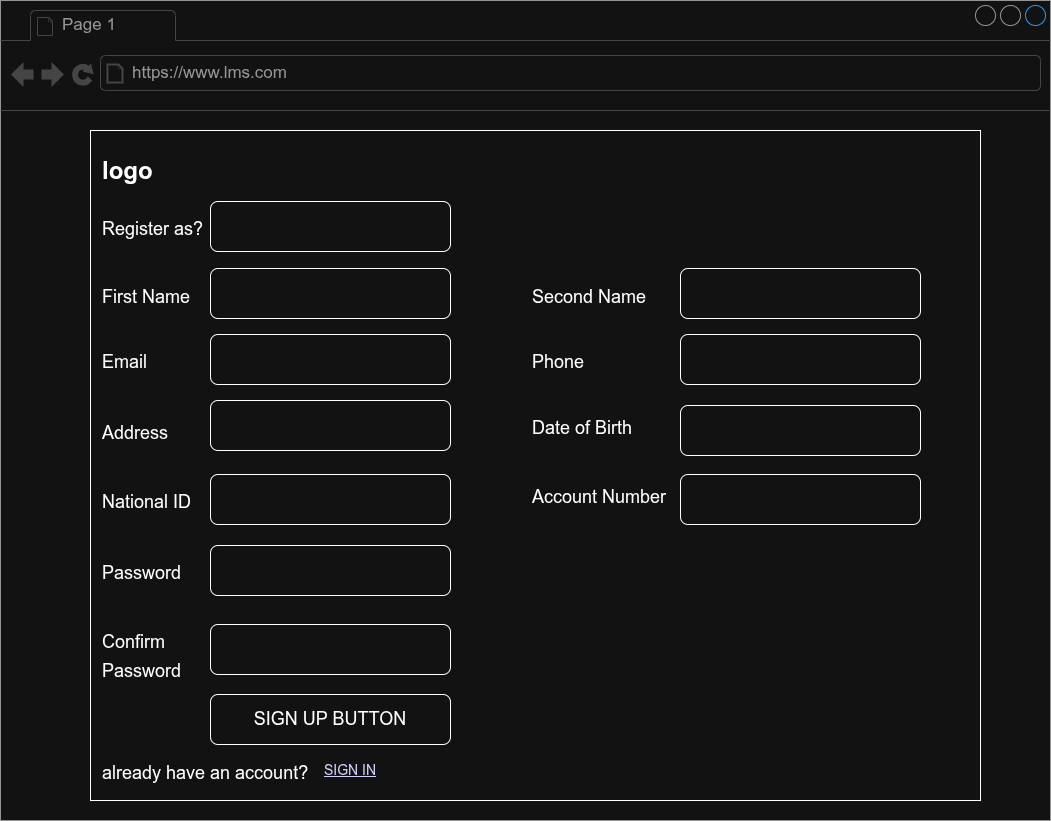 Page 1
https://www.lms.com
logo
Register as?
First Name
Second Name
Email
Phone
Address
Date of Birth
National ID
Account Number
Password
Confirm
Password
SIGN UP BUTTON
already have an account? SIGN IN